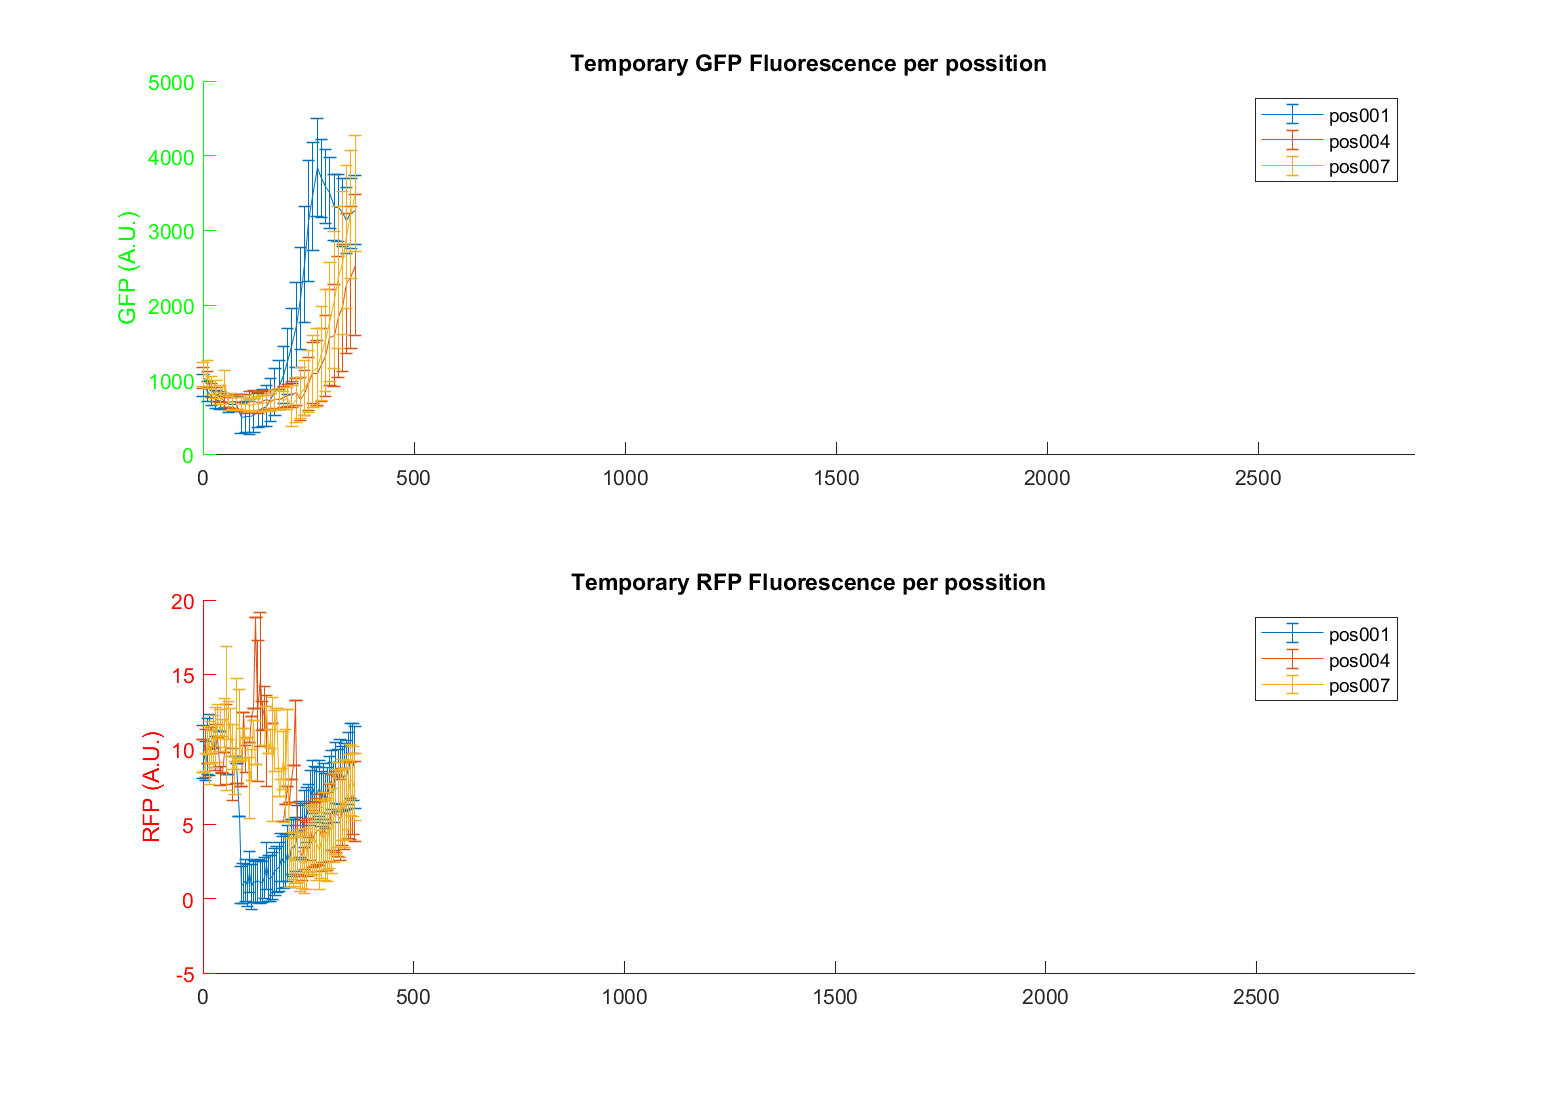 Temporary GFP Fluorescence per possition
GFP (A.U.)
5000
4000
3000
2000
1000
0
0 500 1000 1500 2000 2500
pos001
pos004
pos007
Temporary RFP Fluorescence per possition
RFP (A.U.)
20
15
10
5
0
-5
0 500 1000 1500 2000 2500
pos001
pos004
pos007